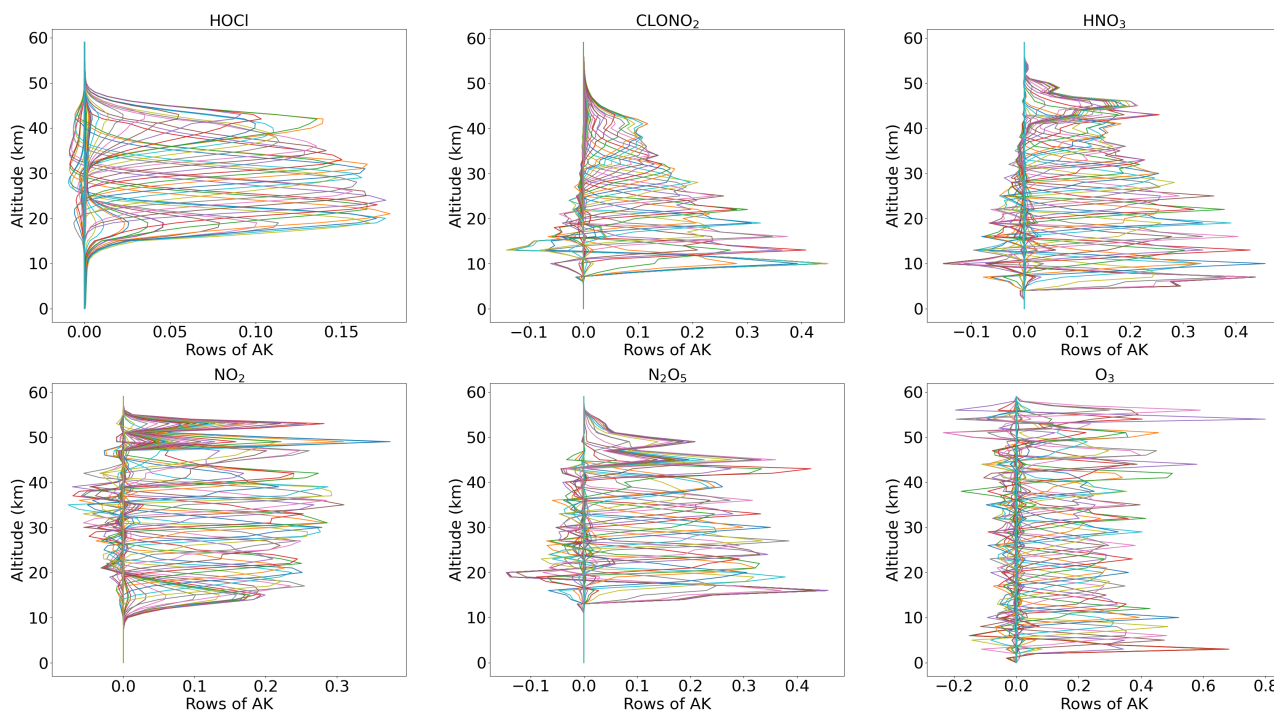 HOCl
CLONO₂
HNO₃
60
50
40
30
20
10
0
Altitude (km)
0.00 0.05 0.10 0.15
Rows of AK
60
50
40
30
20
10
0
Altitude (km)
−0.1 0.0 0.1 0.2 0.3 0.4
Rows of AK
60
50
40
30
20
10
0
Altitude (km)
−0.1 0.0 0.1 0.2 0.3 0.4
Rows of AK
NO₂
N₂O₅
O₃
60
50
40
30
20
10
0
Altitude (km)
0.0 0.1 0.2 0.3
Rows of AK
60
50
40
30
20
10
0
Altitude (km)
−0.1 0.0 0.1 0.2 0.3 0.4
Rows of AK
60
50
40
30
20
10
0
Altitude (km)
−0.2 0.0 0.2 0.4 0.6 0.8
Rows of AK